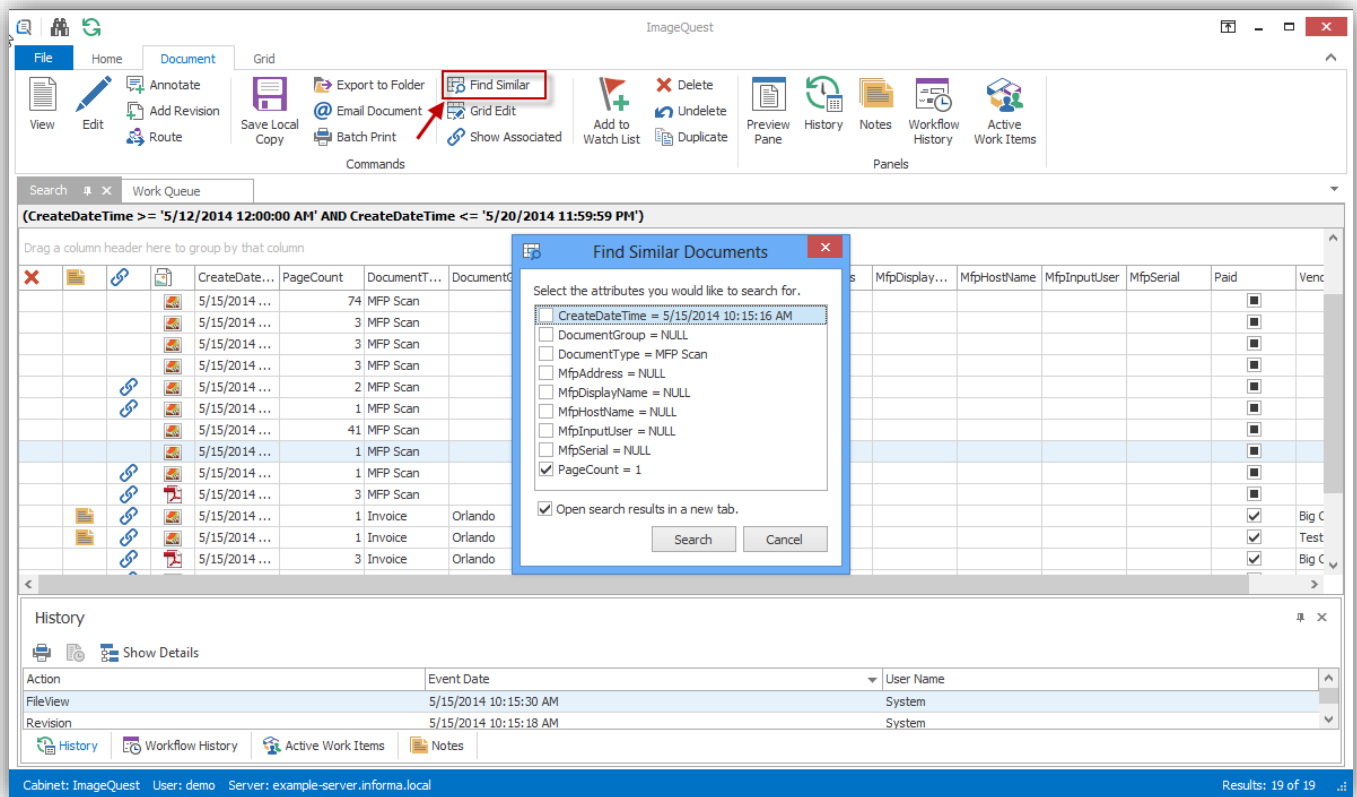 ImageQuest
File Home Document Grid
View
Edit
Annotate
Add Revision
Route
Save Local
Copy
Export to Folder
Email Document
Batch Print
Find Similar
Grid Edit
Show Associated
Add to
Watch List
Delete
Undelete
Duplicate
Commands
Preview
Pane
History
Notes
Workflow
History
Active
Work Items
Panels
Search Work Queue
(CreateDateTime >= '5/12/2014 12:00:00 AM' AND CreateDateTime <= '5/20/2014 11:59:59 PM')
Drag a column header here to group by that column
CreateDate... PageCount DocumentT... DocumentG s MfpDisplay... MfpHostName MfpInputUser MfpSerial Paid Vend
5/15/2014 ... 74 MFP Scan
5/15/2014 ... 3 MFP Scan
5/15/2014 ... 3 MFP Scan
5/15/2014 ... 3 MFP Scan
5/15/2014 ... 2 MFP Scan
5/15/2014 ... 1 MFP Scan
5/15/2014 ... 41 MFP Scan
5/15/2014 ... 1 MFP Scan
5/15/2014 ... 1 MFP Scan
5/15/2014 ... 3 MFP Scan
5/15/2014 ... 1 Invoice Orlando Big C
5/15/2014 ... 1 Invoice Orlando Test
5/15/2014 ... 3 Invoice Orlando Big C
Find Similar Documents
Select the attributes you would like to search for.
CreateDateTime = 5/15/2014 10:15:16 AM
DocumentGroup = NULL
DocumentType = MFP Scan
MfpAddress = NULL
MfpDisplayName = NULL
MfpHostName = NULL
MfpInputUser = NULL
MfpSerial = NULL
PageCount = 1
Open search results in a new tab.
Search Cancel
History
Show Details
Action Event Date User Name
FileView 5/15/2014 10:15:30 AM System
Revision 5/15/2014 10:15:18 AM System
History Workflow History Active Work Items Notes
Cabinet: ImageQuest User: demo Server: example-server.informa.local Results: 19 of 19